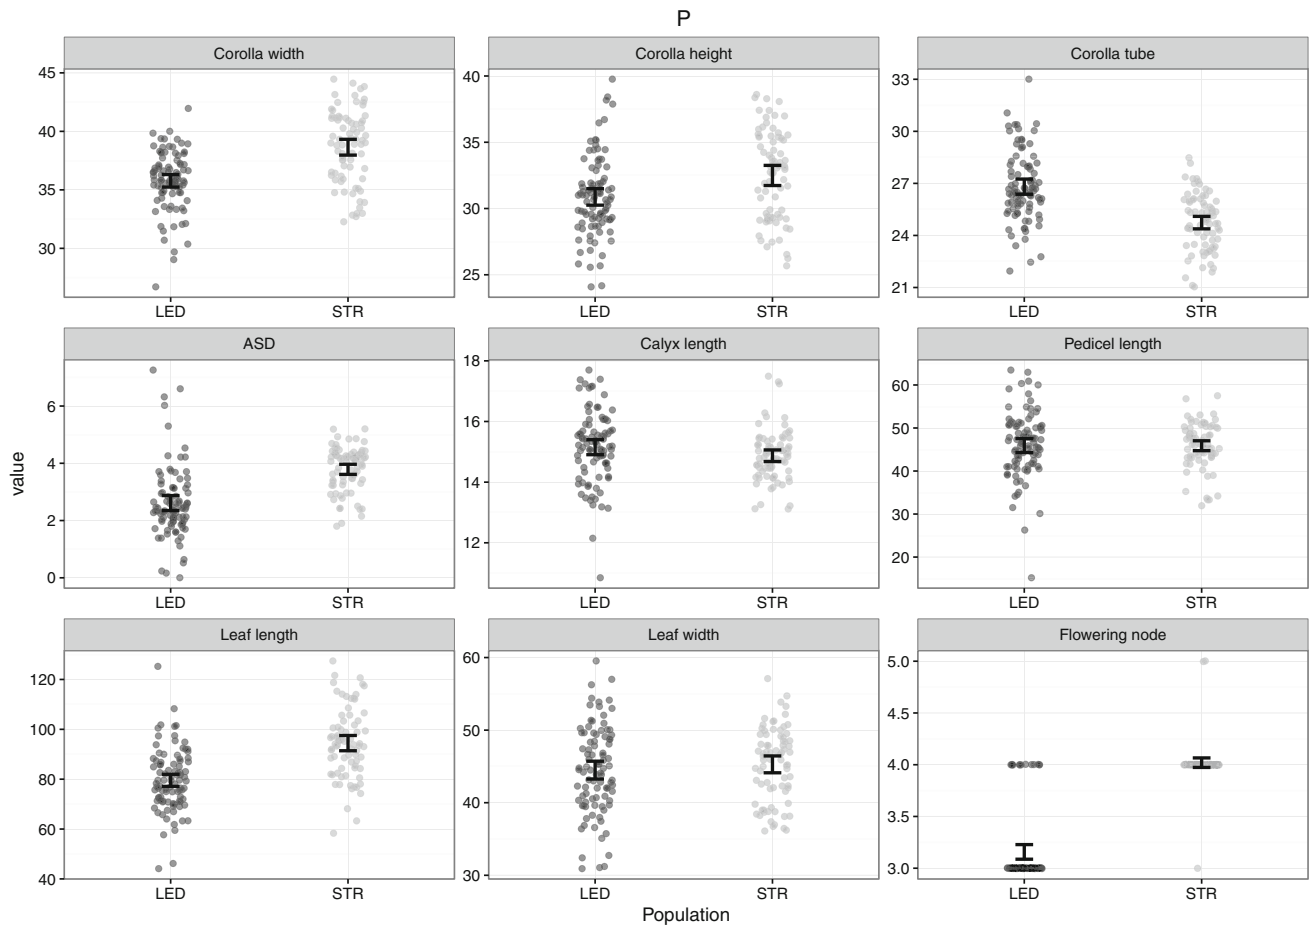 P
Corolla width
Corolla height
Corolla tube
45
40
35
30
LED
STR
40
35
30
25
LED
STR
33
30
27
24
21
LED
STR
ASD
Calyx length
Pedicel length
value
6
4
2
0
LED
STR
18
16
14
12
LED
STR
60
50
40
30
20
LED
STR
Leaf length
Leaf width
Flowering node
120
100
80
60
40
LED
STR
60
50
40
30
LED
STR
5.0
4.5
4.0
3.5
3.0
LED
STR
Population